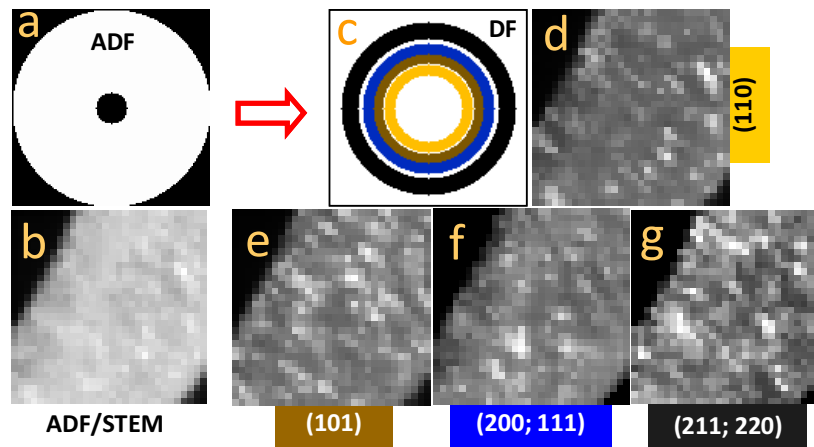 a
ADF
c
DF
d
(110)
b
e
f
g
ADF/STEM
(101)
(200; 111)
(211; 220)